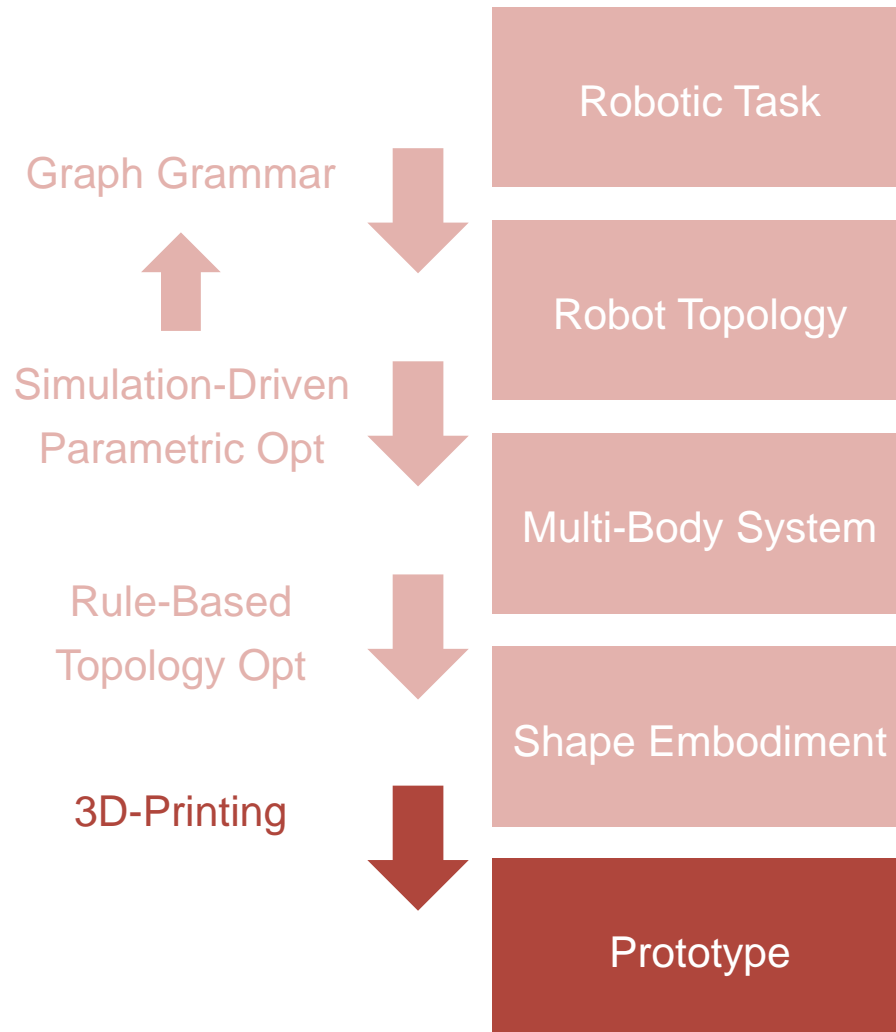 Robotic Task
Graph Grammar
Robot Topology
Simulation-Driven
Parametric Opt
Multi-Body System
Rule-Based
Topology Opt
Shape Embodiment
3D-Printing
Prototype